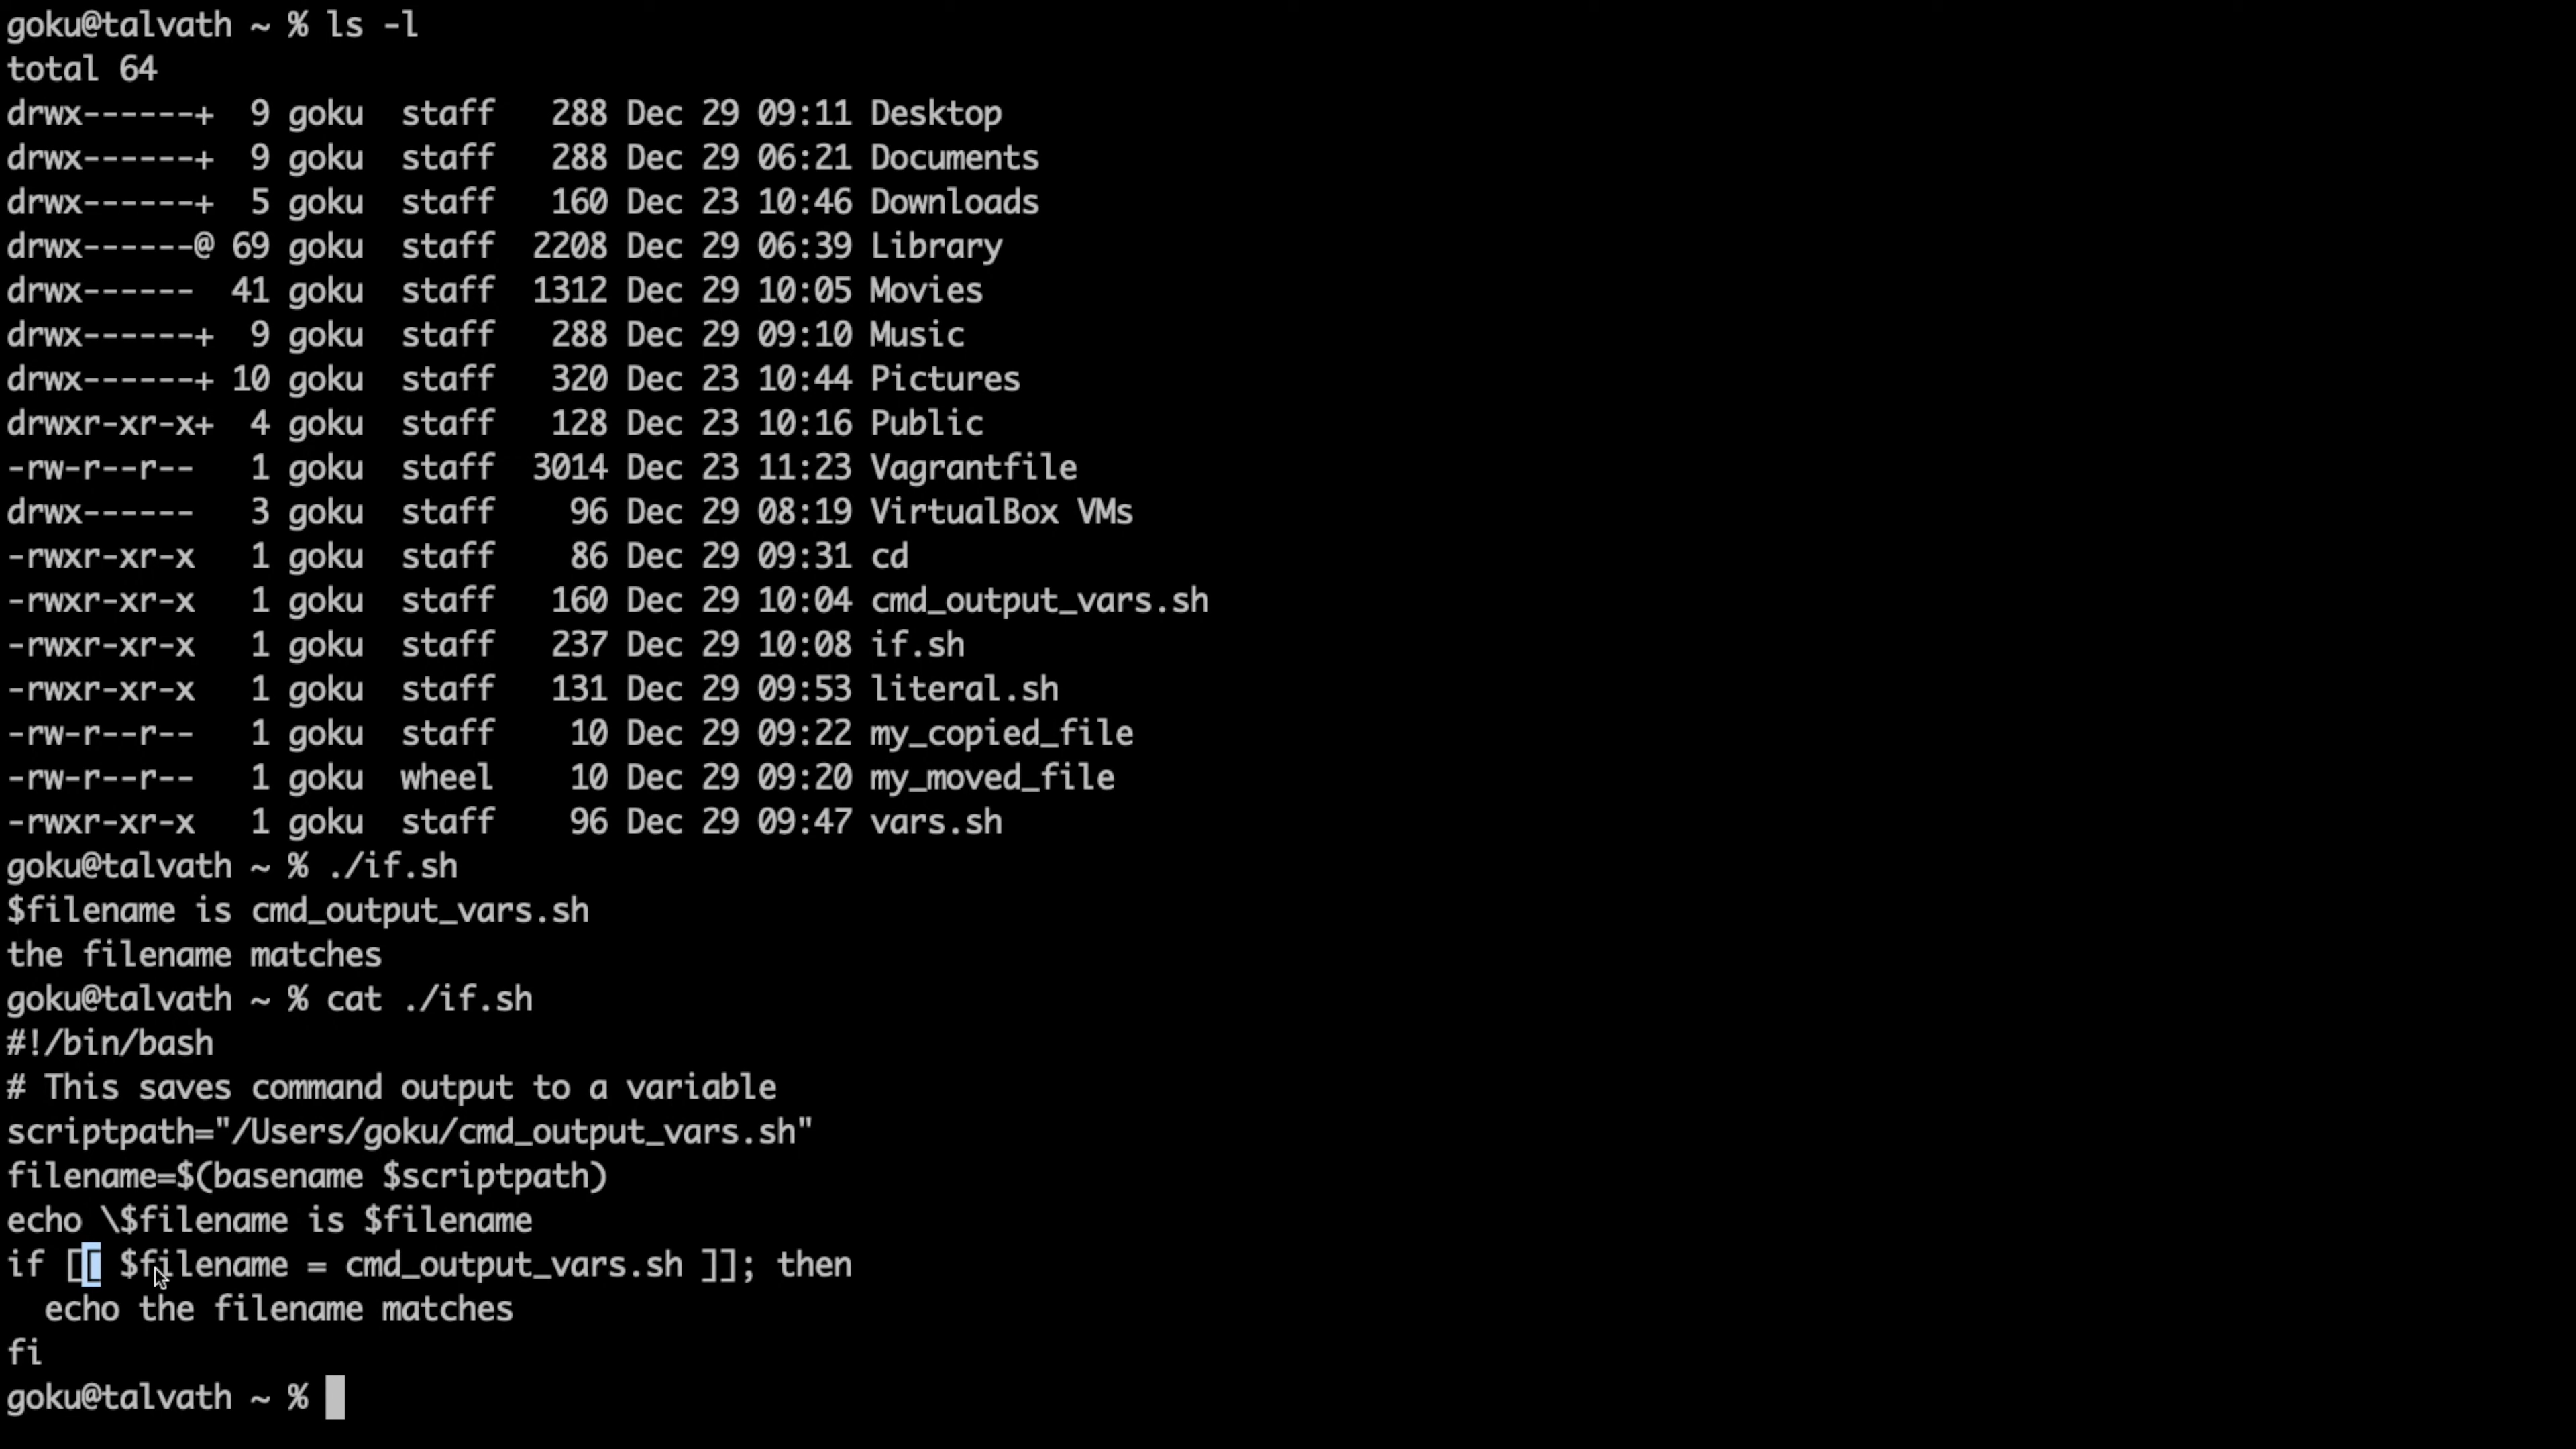 goku@talvath ~ % ls -l
total 64
drwx------+  9 goku  staff   288 Dec 29 09:11 Desktop
drwx------+  9 goku  staff   288 Dec 29 06:21 Documents
drwx------+  5 goku  staff   160 Dec 23 10:46 Downloads
drwx------@ 69 goku  staff  2208 Dec 29 06:39 Library
drwx------  41 goku  staff  1312 Dec 29 10:05 Movies
drwx------+  9 goku  staff   288 Dec 29 09:10 Music
drwx------+ 10 goku  staff   320 Dec 23 10:44 Pictures
drwxr-xr-x+  4 goku  staff   128 Dec 23 10:16 Public
-rw-r--r--   1 goku  staff  3014 Dec 23 11:23 Vagrantfile
drwx------   3 goku  staff    96 Dec 29 08:19 VirtualBox VMs
-rwxr-xr-x   1 goku  staff    86 Dec 29 09:31 cd
-rwxr-xr-x   1 goku  staff   160 Dec 29 10:04 cmd_output_vars.sh
-rwxr-xr-x   1 goku  staff   237 Dec 29 10:08 if.sh
-rwxr-xr-x   1 goku  staff   131 Dec 29 09:53 literal.sh
-rw-r--r--   1 goku  staff    10 Dec 29 09:22 my_copied_file
-rw-r--r--   1 goku  wheel    10 Dec 29 09:20 my_moved_file
-rwxr-xr-x   1 goku  staff    96 Dec 29 09:47 vars.sh
goku@talvath ~ % ./if.sh
$filename is cmd_output_vars.sh
the filename matches
goku@talvath ~ % cat ./if.sh
#!/bin/bash
# This saves command output to a variable
scriptpath="/Users/goku/cmd_output_vars.sh"
filename=$(basename $scriptpath)
echo \$filename is $filename
if [[ $filename = cmd_output_vars.sh ]]; then
  echo the filename matches
fi
goku@talvath ~ %